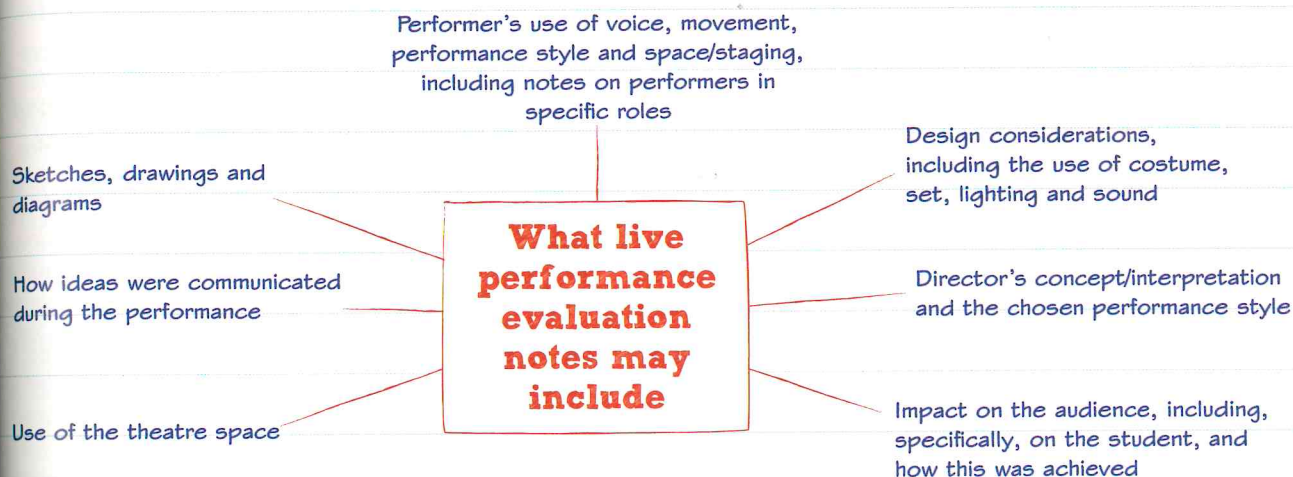 Performer's use of voice, movement,
performance style and space/staging,
including notes on performers in
specific roles
Sketches, drawings and
diagrams
How ideas were communicated
during the performance
Use of the theatre space
What live
performance
evaluation
notes may
include
Design considerations,
including the use of costume,
set, lighting and sound
Director's concept/interpretation
and the chosen performance style
Impact on the audience, including,
specifically, on the student, and
how this was achieved